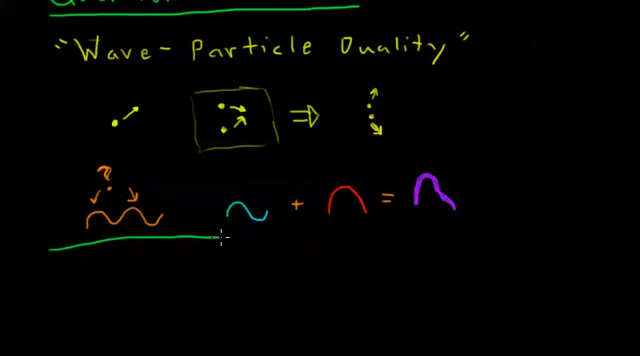 "Wave-Particle Duality"
?
+ =